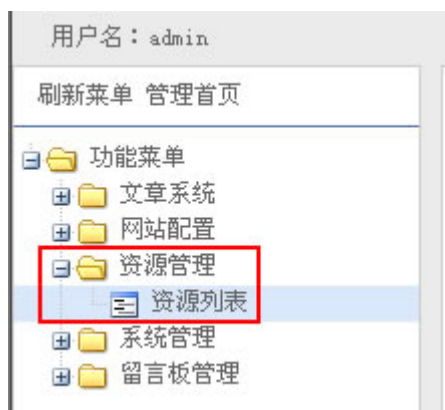 用户名：admin
刷新菜单 管理首页
功能菜单
文章系统
网站配置
资源管理
资源列表
系统管理
留言板管理